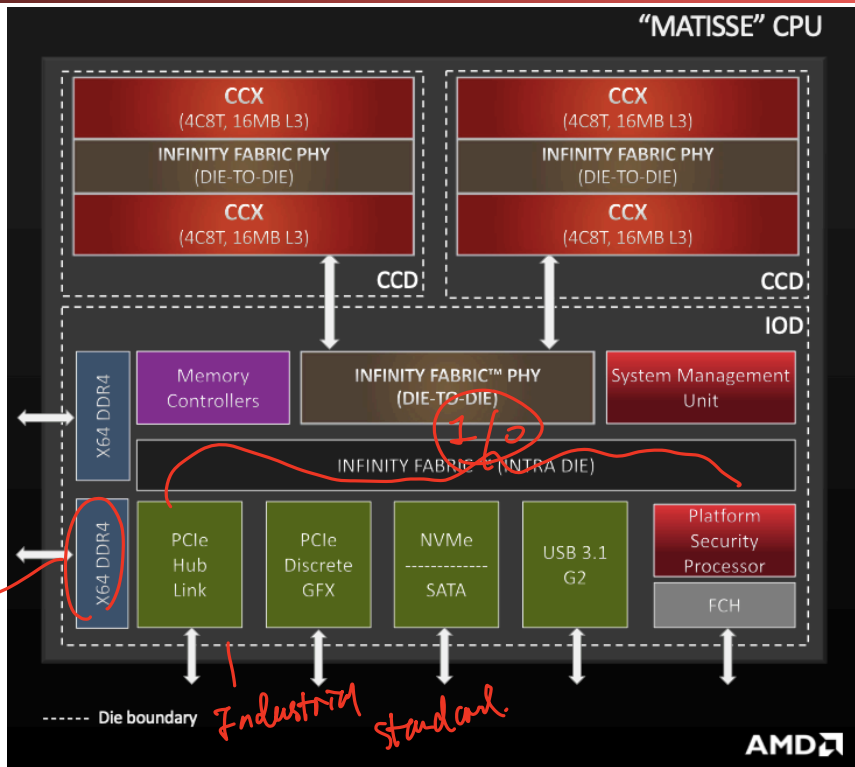 “MATISSE” CPU
CCX
(4C8T, 16MB L3)
INFINITY FABRIC PHY
(DIE-TO-DIE)
CCX
(4C8T, 16MB L3)
CCD
CCX
(4C8T, 16MB L3)
INFINITY FABRIC PHY
(DIE-TO-DIE)
CCX
(4C8T, 16MB L3)
CCD
IOD
X64 DDR4
Memory
Controllers
INFINITY FABRIC™ PHY
(DIE-TO-DIE)
System Management
Unit
I/O
INFINITY FABRIC™ (INTRA DIE)
X64 DDR4
PCIe
Hub
Link
PCIe
Discrete
GFX
NVMe
-------------
SATA
USB 3.1
G2
Platform
Security
Processor
FCH
------ Die boundary
Industrial
Standard.
AMD